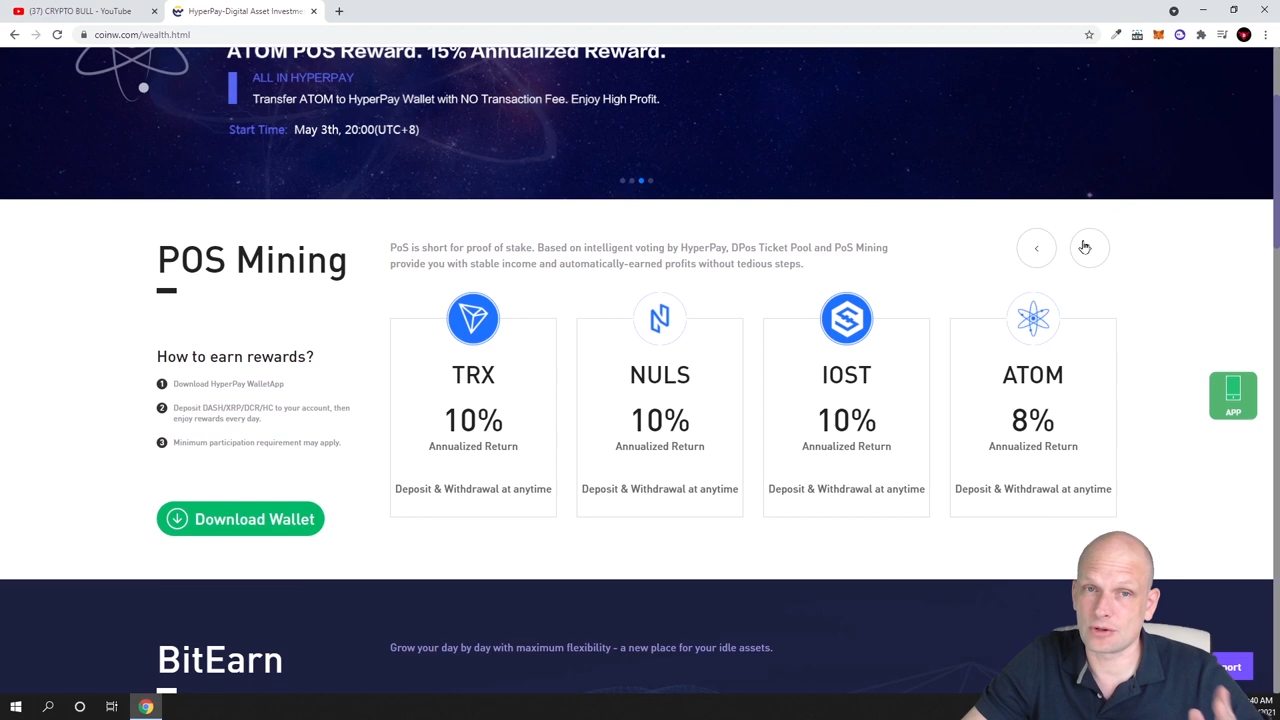 (37) CRYPTO BULL - YouTube
HyperPay-Digital Asset Investme
coinw.com/wealth.html
ATOM POS Reward. 15% Annualized Reward.
ALL IN HYPERPAY
Transfer ATOM to HyperPay Wallet with NO Transaction Fee. Enjoy High Profit.
Start Time: May 3th, 20:00(UTC+8)
POS Mining
PoS is short for proof of stake. Based on intelligent voting by HyperPay, DPos Ticket Pool and PoS Mining
provide you with stable income and automatically-earned profits without tedious steps.
How to earn rewards?
1 Download HyperPay WalletApp
2 Deposit DASH/XRP/DCR/HC to your account, then
enjoy rewards every day.
3 Minimum participation requirement may apply.
Download Wallet
TRX
10%
Annualized Return
Deposit & Withdrawal at anytime
NULS
10%
Annualized Return
Deposit & Withdrawal at anytime
IOST
10%
Annualized Return
Deposit & Withdrawal at anytime
ATOM
8%
Annualized Return
Deposit & Withdrawal at anytime
APP
BitEarn
Grow your day by day with maximum flexibility - a new place for your idle assets.
port
:40 AM
/2021